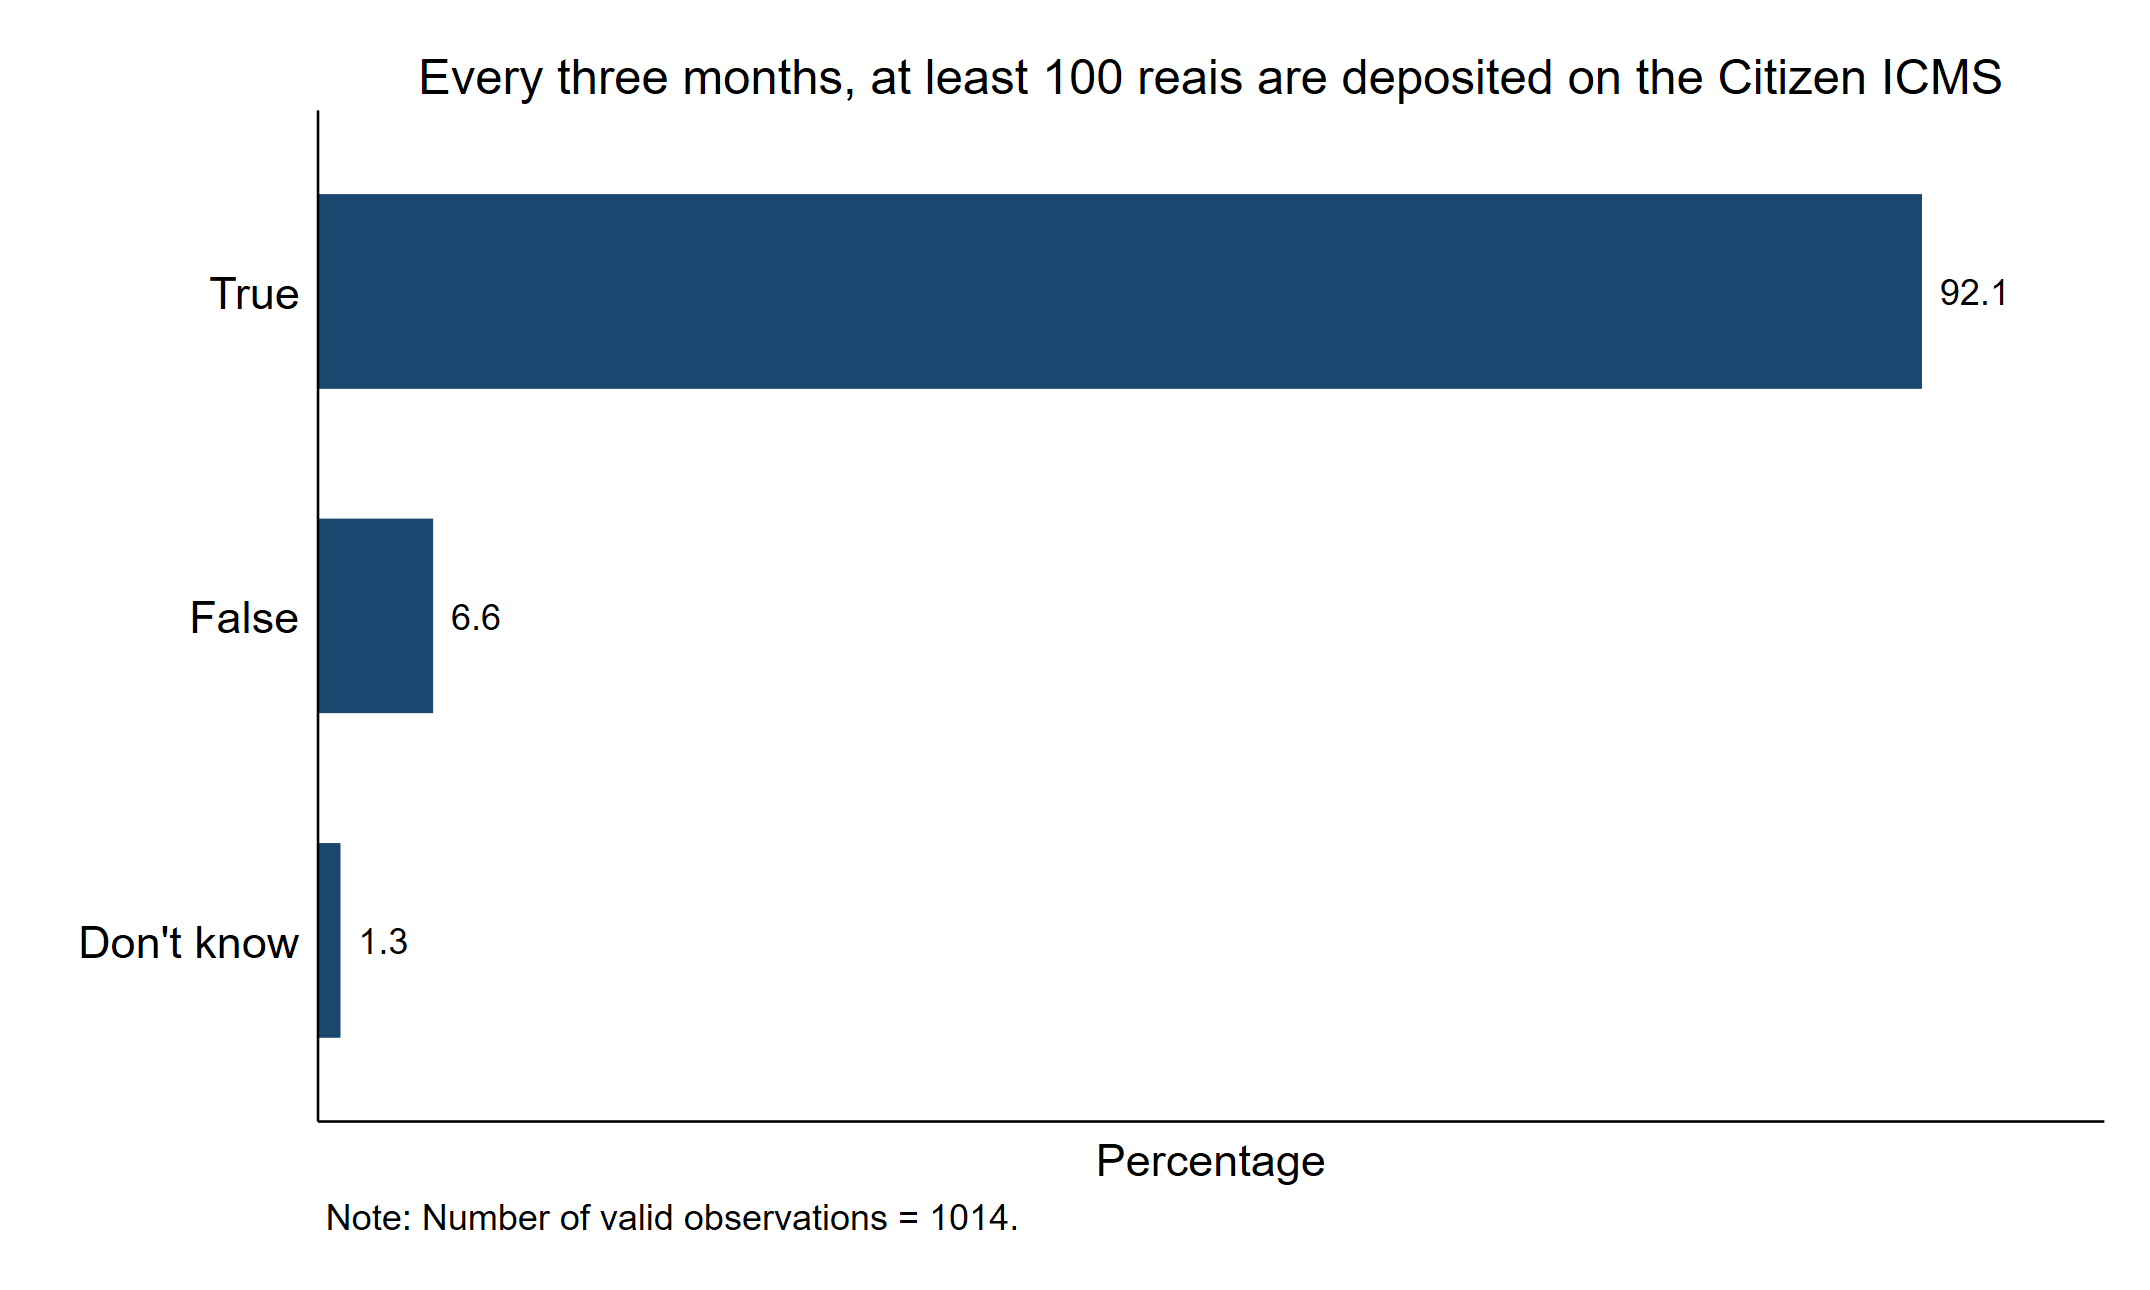 Every three months, at least 100 reais are deposited on the Citizen ICMS
True
92.1
False
6.6
Don't know
1.3
Percentage
Note: Number of valid observations = 1014.